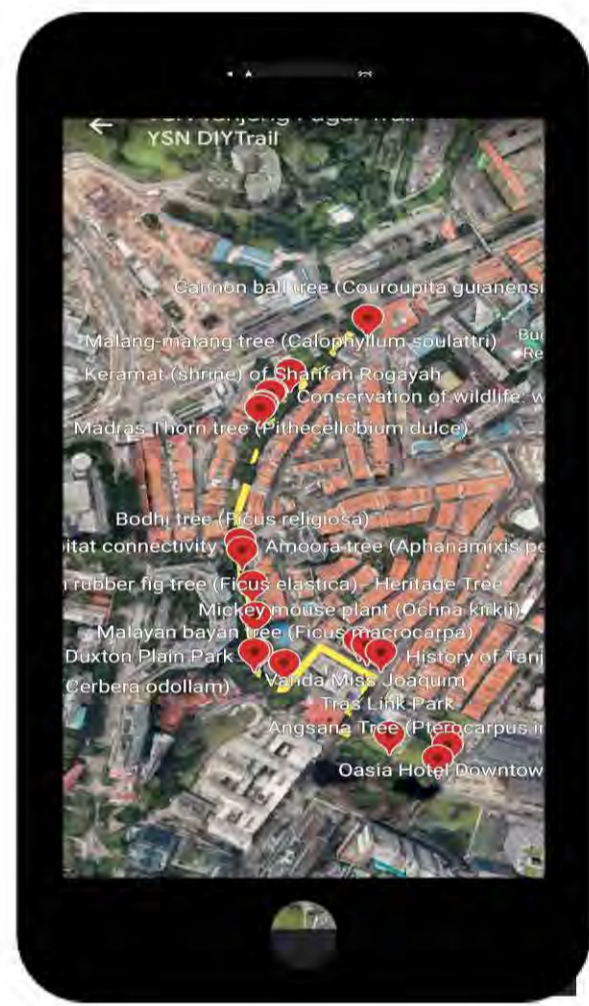 YSN DIYTrail
Cannon ball tree (Couroupita guianensi
Malang-malang tree (Calophyllum soulattri)
Keramat (shrine) of Sharifah Rogayah
Conservation of wildlife: w
Madras Thorn tree (Pithecellobium dulce)
Bodhi tree (Ficus religiosa)
itat connectivity
Amoora tree (Aphanamixis po
rubber fig tree (Ficus elastica) - Heritage Tree
Mickey mouse plant (Ochna kirkii)
Malayan bayan tree (Ficus macrocarpa)
Duxton Plain Park
History of Tanj
Vanda Miss Joaquim
(Cerbera odollam)
Tras Link Park
Angsana Tree (Pterocarpus in
Oasia Hotel Downtow